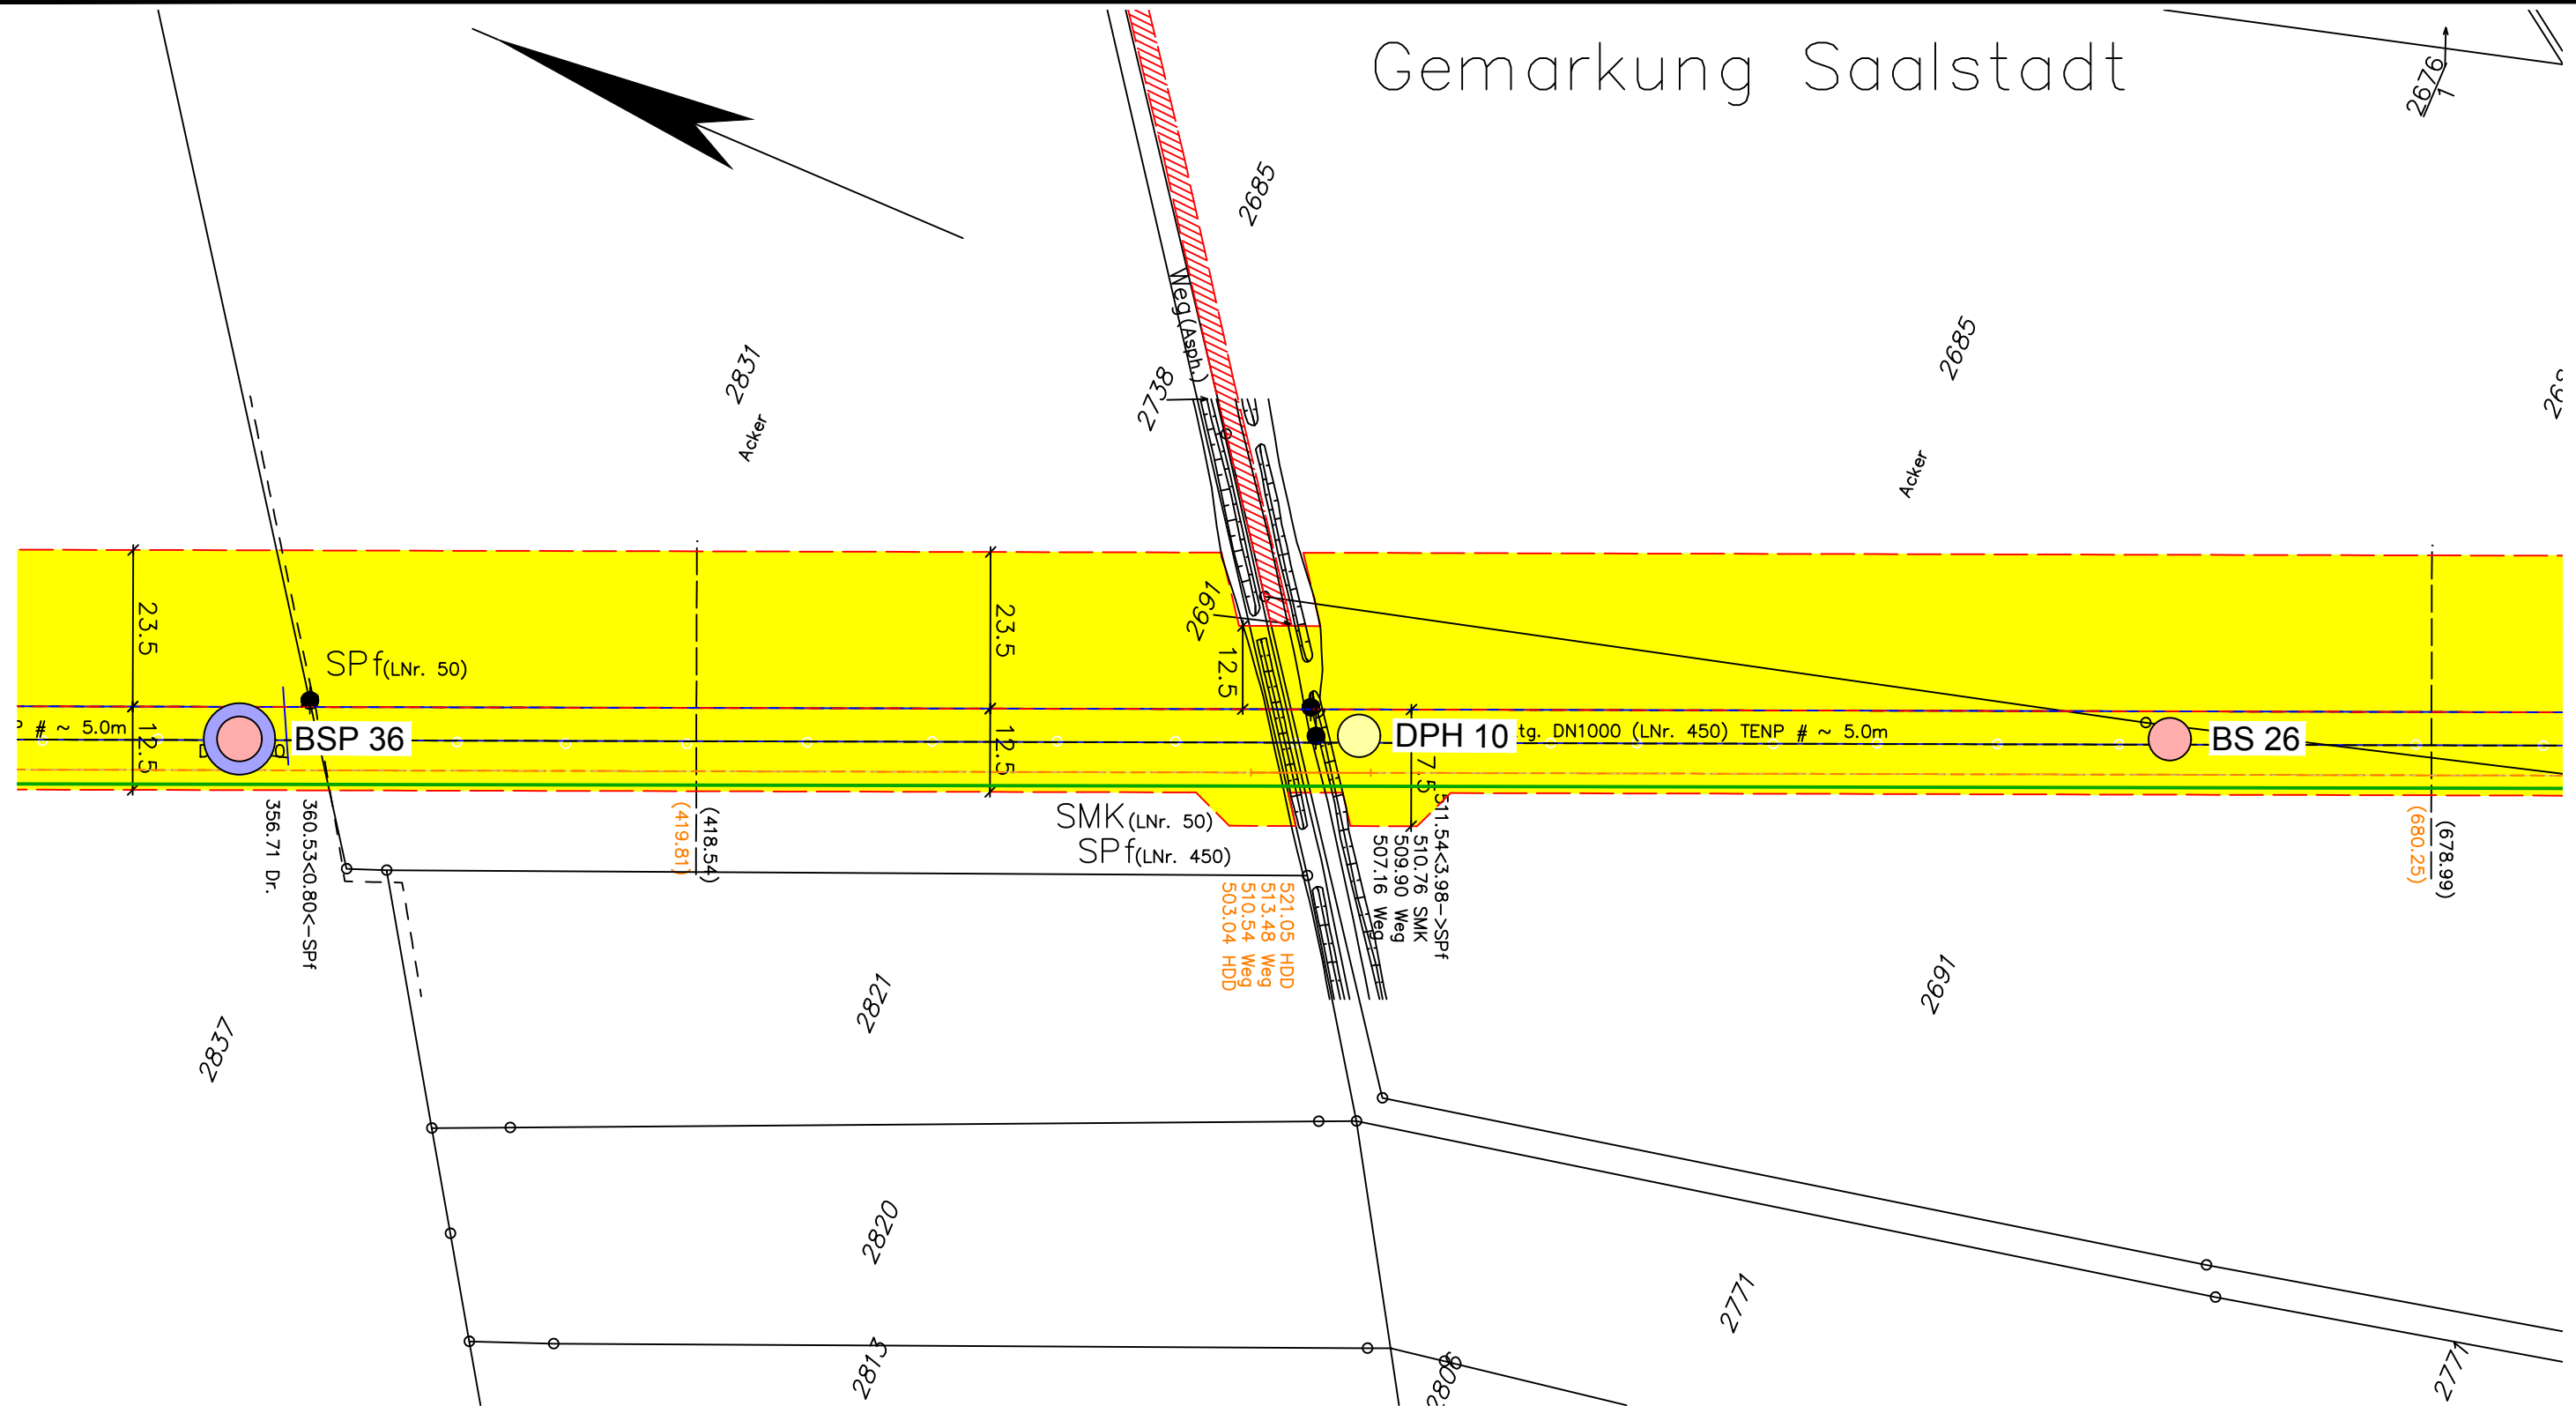 Gemarkung Saalstadt
2676
1
2685
Weg(Asph.)
2831
Acker
2738
2685
Acker
23.5
23.5
2691
12.5
SPf(LNr. 50)
# ~ 5.0m
12.5
BSP 36
12.5
DPH 10
tg. DN1000 (LNr. 450) TENP # ~ 5.0m
BS 26
7.5
356.71 Dr.
360.53<0.80<-SPf
(419.81)
(418.54)
SMK(LNr. 50)
SPf(LNr. 450)
503.04 HDD
510.54 Weg
513.48 Weg
521.05 HDD
507.16 Weg
509.90 Weg
510.76 SMK
511.54<3.98->SPf
(680.25)
(678.99)
2837
2821
2691
2820
2771
2813
2806
2771